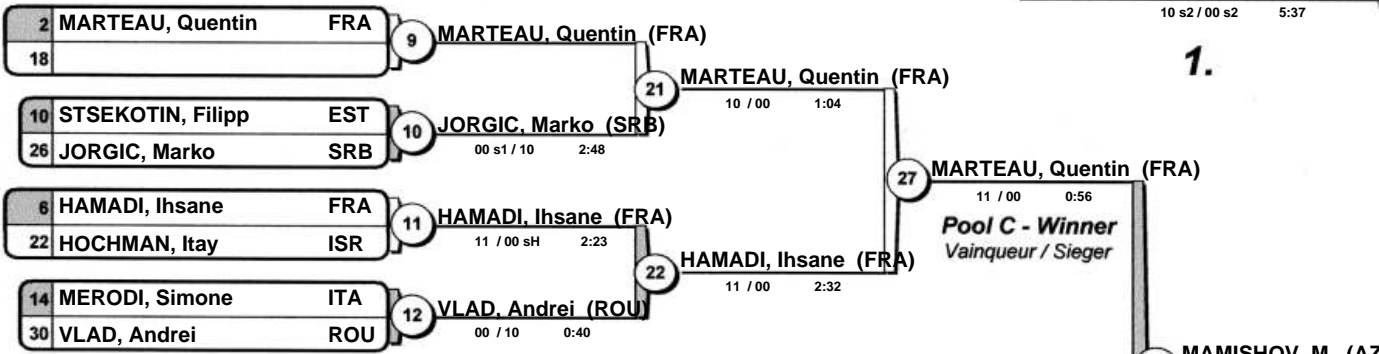 10 s2 / 00 s2 5:37
1.
2 MARTEAU, Quentin FRA
18
9
MARTEAU, Quentin (FRA)
21
MARTEAU, Quentin (FRA)
10 / 00 1:04
10 STSEKOTIN, Filipp EST
26 JORGIC, Marko SRB
10
JORGIC, Marko (SRB)
00 s1 / 10 2:48
27
MARTEAU, Quentin (FRA)
11 / 00 0:56
Pool C - Winner
Vainqueur / Sieger
6 HAMADI, Ihsane FRA
22 HOCHMAN, Itay ISR
11
HAMADI, Ihsane (FRA)
11 / 00 sH 2:23
22
HAMADI, Ihsane (FRA)
11 / 00 2:32
14 MERODI, Simone ITA
30 VLAD, Andrei ROU
12
VLAD, Andrei (ROU)
00 / 10 0:40
MAMISHOV, M. (AZ